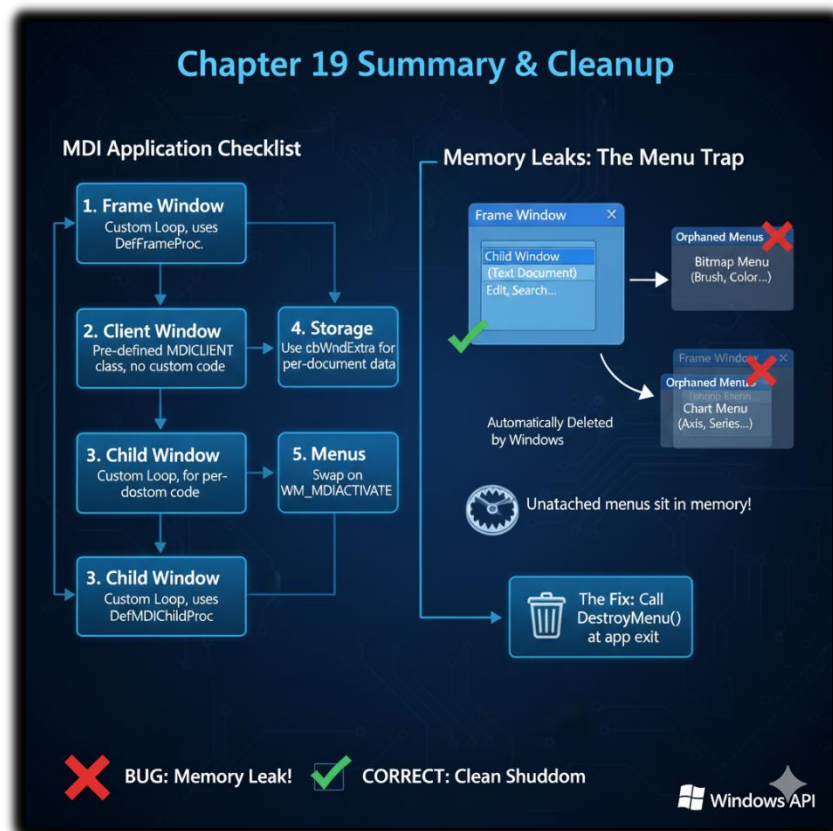 Chapter 19 Summary & Cleanup
MDI Application Checklist
1. Frame Window
Custom Loop, uses
DefFrameProc.
2. Client Window
Pre-defined MDICLIENT
class, no custom code
4. Storage
Use cbWndExtra for
per-document data
3. Child Window
Custom Loop, for per-
dostom code
5. Menus
Swap on
WM_MDIACTIVATE
3. Child Window
Custom Loop, uses
DefMDIChildProc
Memory Leaks: The Menu Trap
Frame Window
Child Window
(Text Document)
Edit, Search...
Orphaned Menus
Bitmap Menu
(Brush, Color...)
Frame Window
Orphaned Menus
Chart Menu
(Axis, Series...)
Automatically Deleted
by Windows
Unatached menus sit in memory!
The Fix: Call
DestroyMenu()
at app exit
BUG: Memory Leak!
CORRECT: Clean Shuddom
Windows API